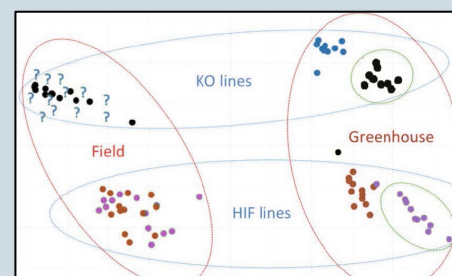 ? ? ?
? ? ? ?
? ? ?
? ?
KO lines
Field
Greenhouse
HIF lines